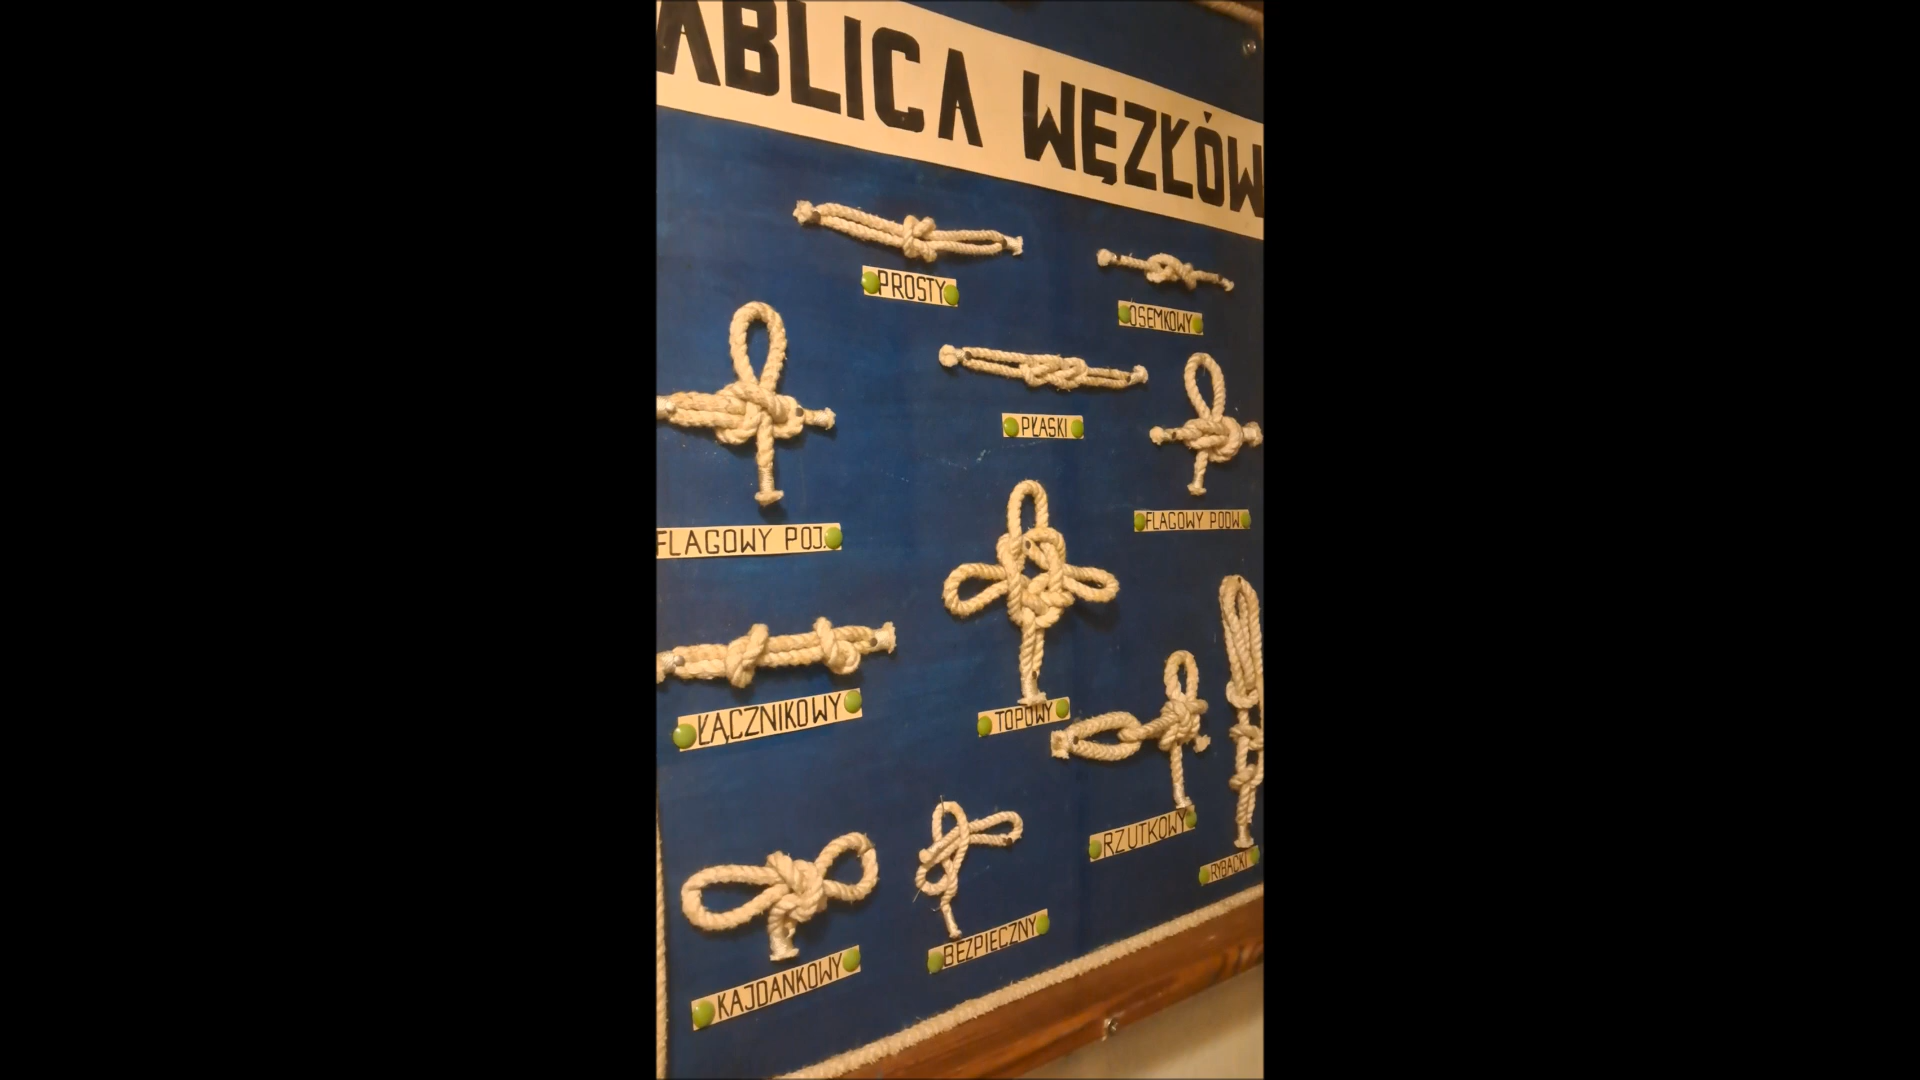 ABLICA WĘZŁÓW
PROSTY
ÓSEMKOWY
PŁASKI
FLAGOWY POJ.
FLAGOWY PODW
ŁĄCZNIKOWY
TOPOWY
RZUTKOWY
RYBACKI
BEZPIECZNY
KAJDANKOWY